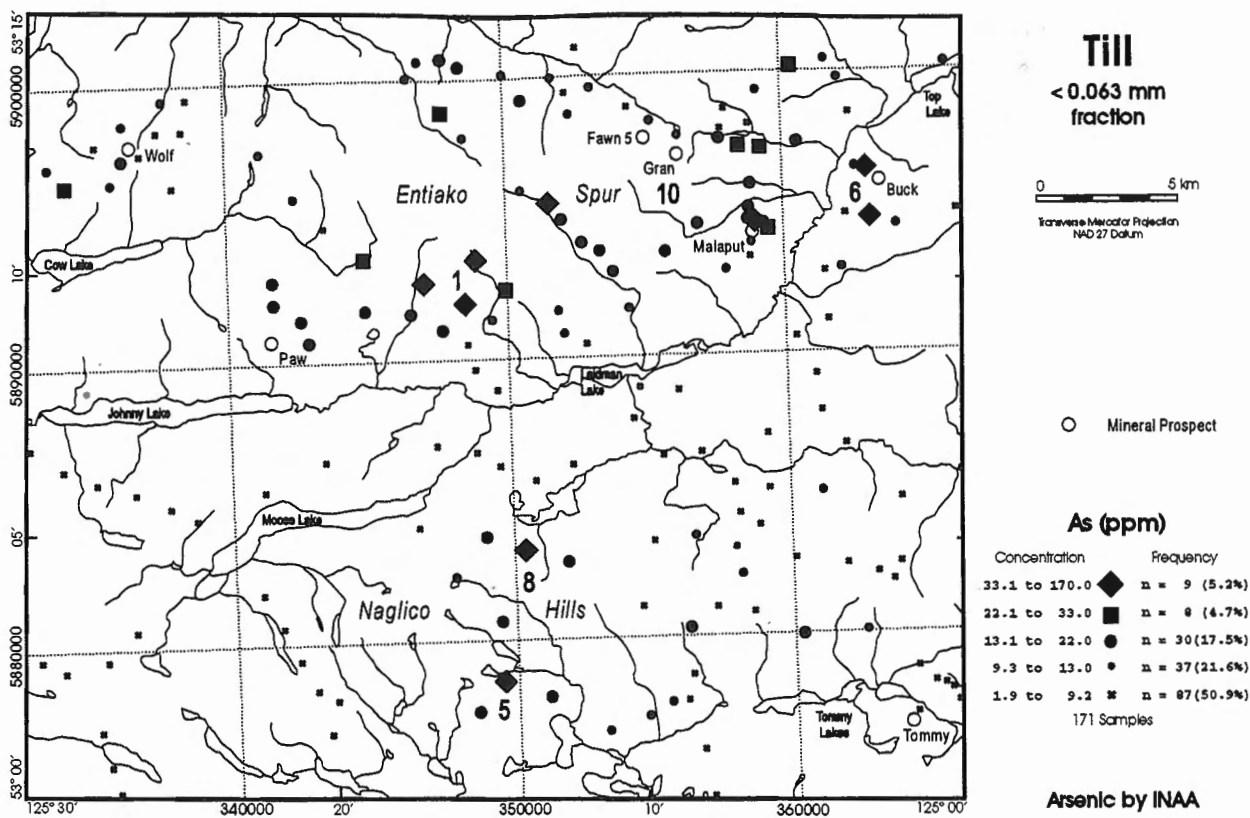 53° 15'
5900000
10'
5890000
05'
5880000
53° 00'
125° 30'
340000
20'
350000
10'
360000
125° 00'
Top
Lake
Wolf
Fawn 5
Gran
10
Entiako
Spur
6
Buck
Malaput
Cow Lake
1
Paw
Laidman
Lake
Johnny Lake
Moose Lake
8
Naglico
Hills
5
Tommy
Lakes
Tommy
Till
< 0.063 mm
fraction
0 5 km
Transverse Mercator Projection
NAD 27 Datum
Mineral Prospect
As (ppm)
Concentration Frequency
33.1 to 170.0 n = 9 (5.2%)
22.1 to 33.0 n = 8 (4.7%)
13.1 to 22.0 n = 30(17.5%)
9.3 to 13.0 n = 37(21.6%)
1.9 to 9.2 n = 87(50.9%)
171 Samples
Arsenic by INAA